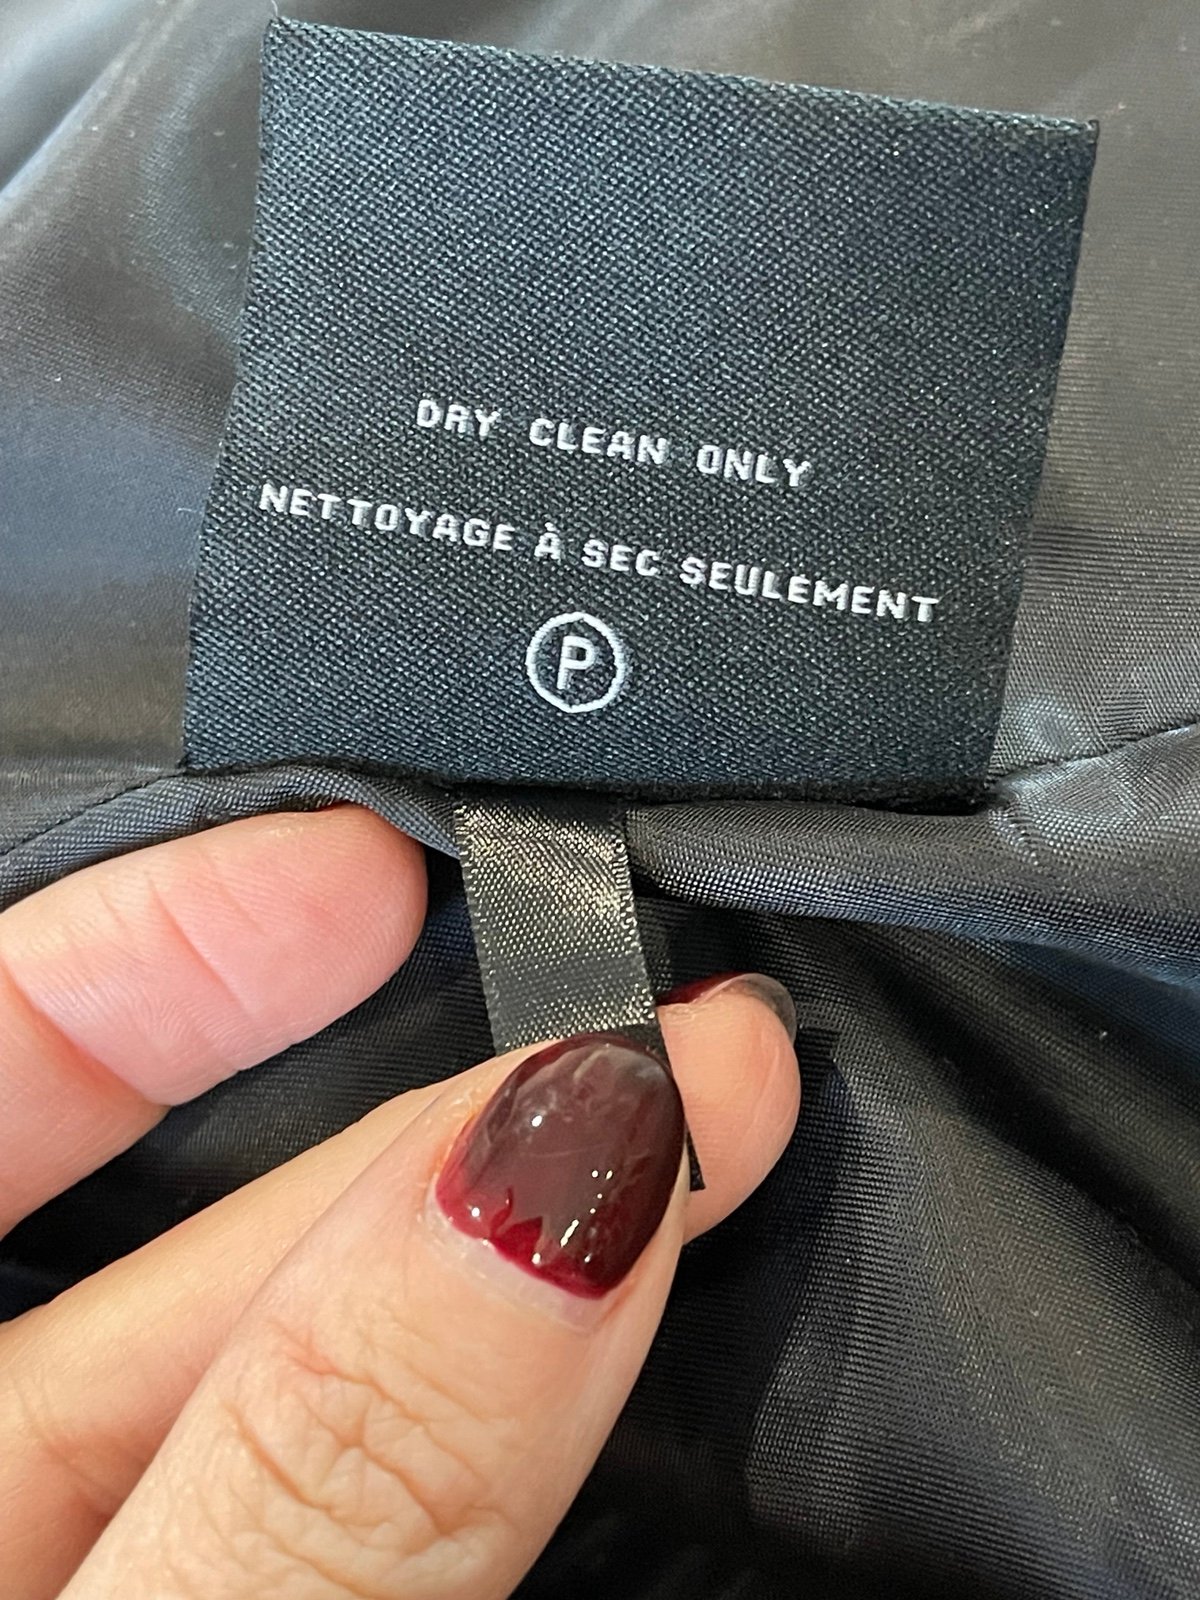 DRY CLEAN ONLY
NETTOYAGE À SEC SEULEMENT
P